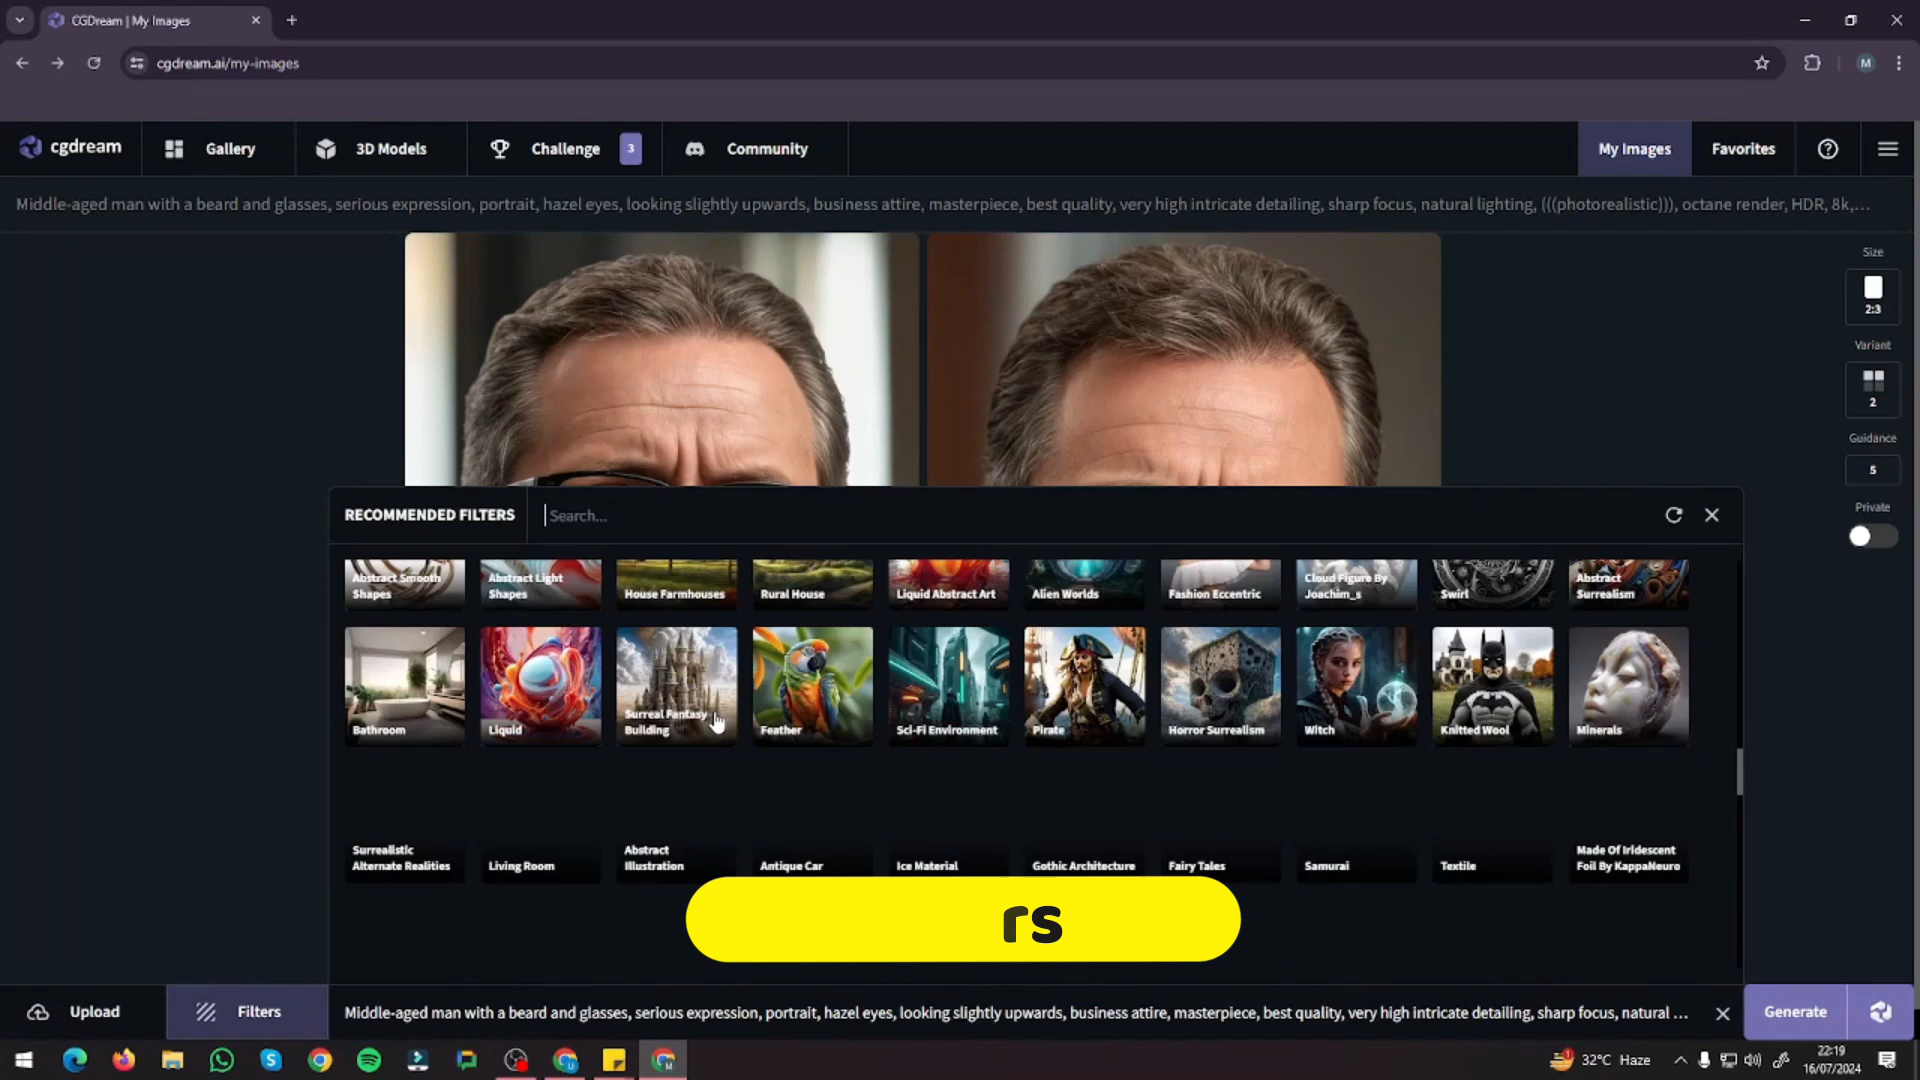 CGDream | My Images
cgdream.ai/my-images
M
cgdream
Gallery
3D Models
Challenge
3
Community
My Images
Favorites
Middle-aged man with a beard and glasses, serious expression, portrait, hazel eyes, looking slightly upwards, business attire, masterpiece, best quality, very high intricate detailing, sharp focus, natural lighting, (((photorealistic))), octane render, HDR, 8k,...
Size
2:3
Variant
2
Guidance
5
Private
RECOMMENDED FILTERS
Search...
Abstract Smooth
Shapes
Abstract Light
Shapes
House Farmhouses
Rural House
Liquid Abstract Art
Alien Worlds
Fashion Eccentric
Cloud Figure By
Joachim_s
Swirl
Abstract
Surrealism
Bathroom
Liquid
Surreal Fantasy
Building
Feather
Sci-Fi Environment
Pirate
Horror Surrealism
Witch
Knitted Wool
Minerals
Surrealistic
Alternate Realities
Living Room
Abstract
Illustration
Antique Car
Ice Material
Gothic Architecture
Fairy Tales
Samurai
Textile
Made Of Iridescent
Foil By KappaNeuro
rs
Upload
Filters
Middle-aged man with a beard and glasses, serious expression, portrait, hazel eyes, looking slightly upwards, business attire, masterpiece, best quality, very high intricate detailing, sharp focus, natural ...
Generate
32°C Haze
22:19
16/07/2024